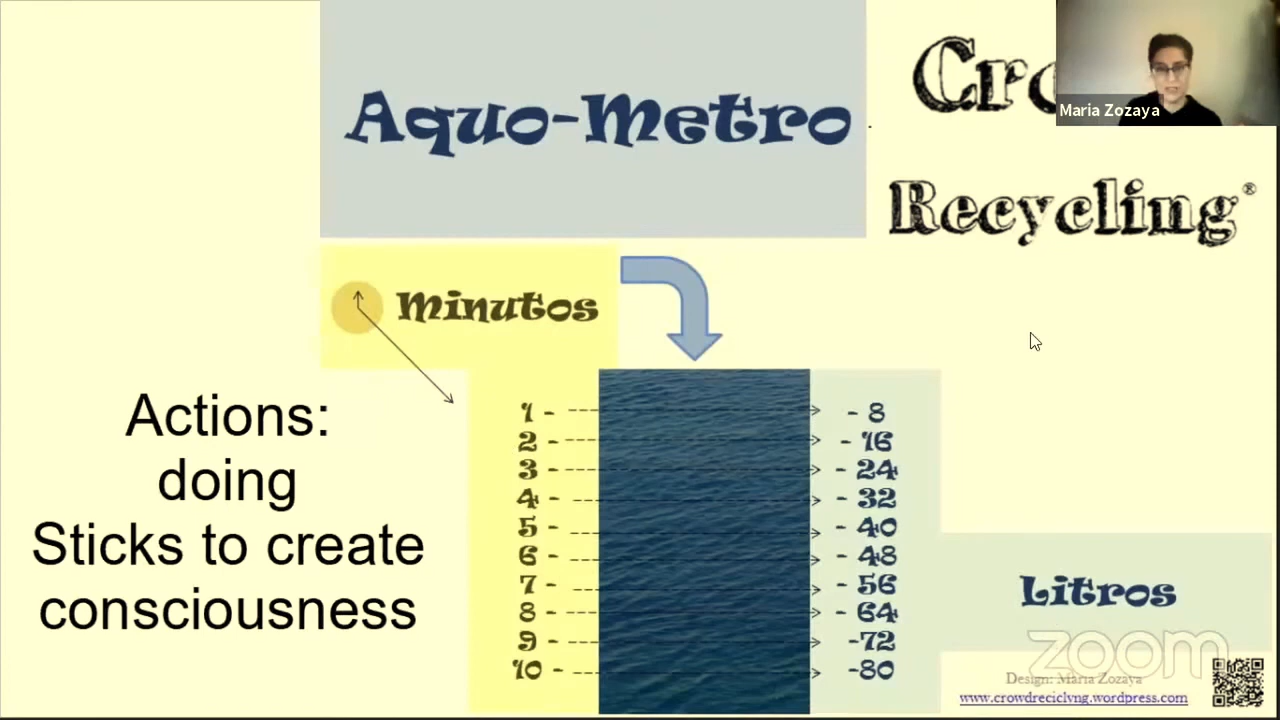 Aquo-Metro
Cro
Maria Zozaya
Recycling®
Minutos
Actions:
doing
Sticks to create
consciousness
1 - - 8
2 - - 16
3 - - 24
4 - - 32
5 - - 40
6 - - 48
7 - - 56
8 - - 64
9 - -72
10 - -80
Litros
zoom
Design: Maria Zozaya
www.crowdreciclvng.wordpress.com